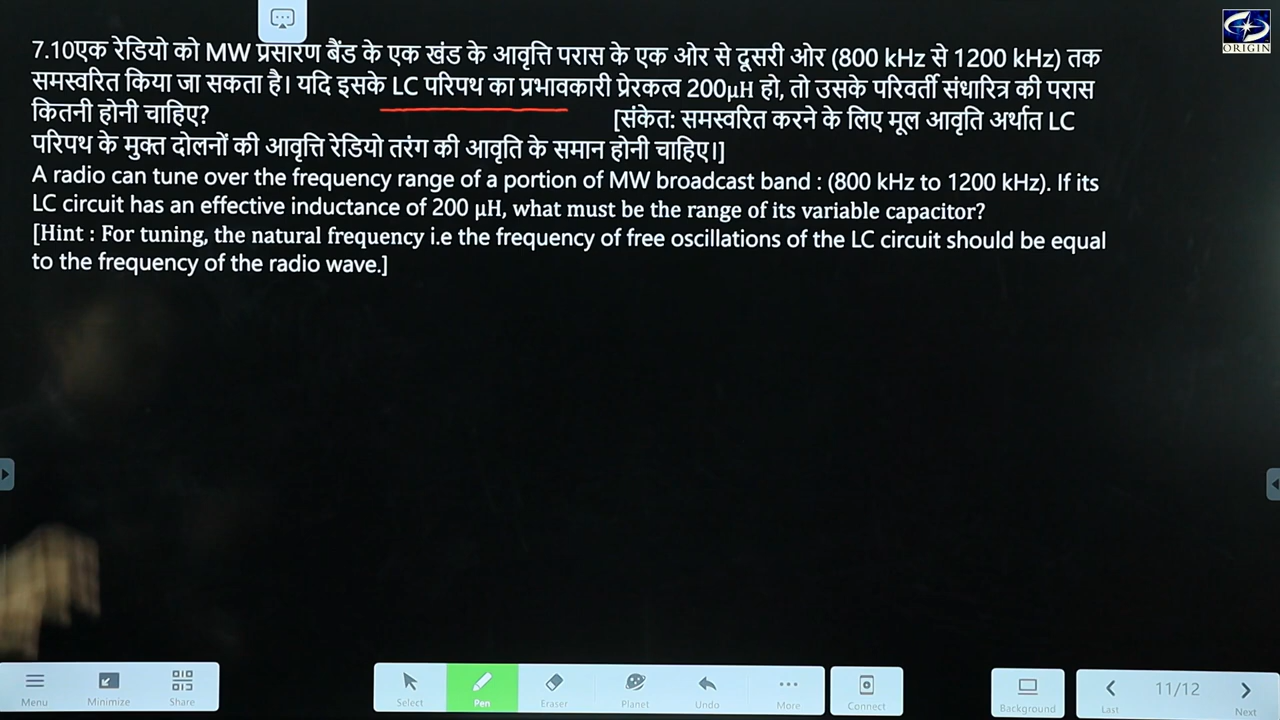 7.10एक रेडियो को MW प्रसारण बैंड के एक खंड के आवृत्ति परास के एक ओर से दूसरी ओर (800 kHz से 1200 kHz) तक
समस्वरित किया जा सकता है। यदि इसके LC परिपथ का प्रभावकारी प्रेरकत्व 200μH हो, तो उसके परिवर्ती संधारित्र की परास
कितनी होनी चाहिए? [संकेत: समस्वरित करने के लिए मूल आवृति अर्थात LC
परिपथ के मुक्त दोलनों की आवृत्ति रेडियो तरंग की आवृति के समान होनी चाहिए।]
A radio can tune over the frequency range of a portion of MW broadcast band : (800 kHz to 1200 kHz). If its
LC circuit has an effective inductance of 200 μH, what must be the range of its variable capacitor?
[Hint : For tuning, the natural frequency i.e the frequency of free oscillations of the LC circuit should be equal
to the frequency of the radio wave.]
ORIGIN
Menu Minimize Share Select Pen Eraser Planet Undo More Connect Background Last 11/12 Next